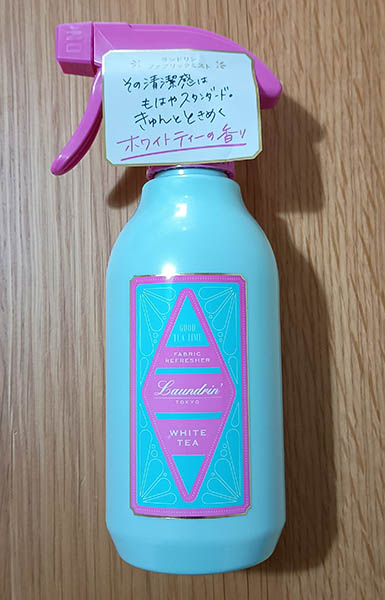 ランドリン
ファブリックミスト
その清潔感は
もはやスタンダード。
きゅんとときめく
ホワイトティーの香り
GOOD
TEA TIME
FABRIC
REFRESHER
Laundrin'
TOKYO
WHITE
TEA